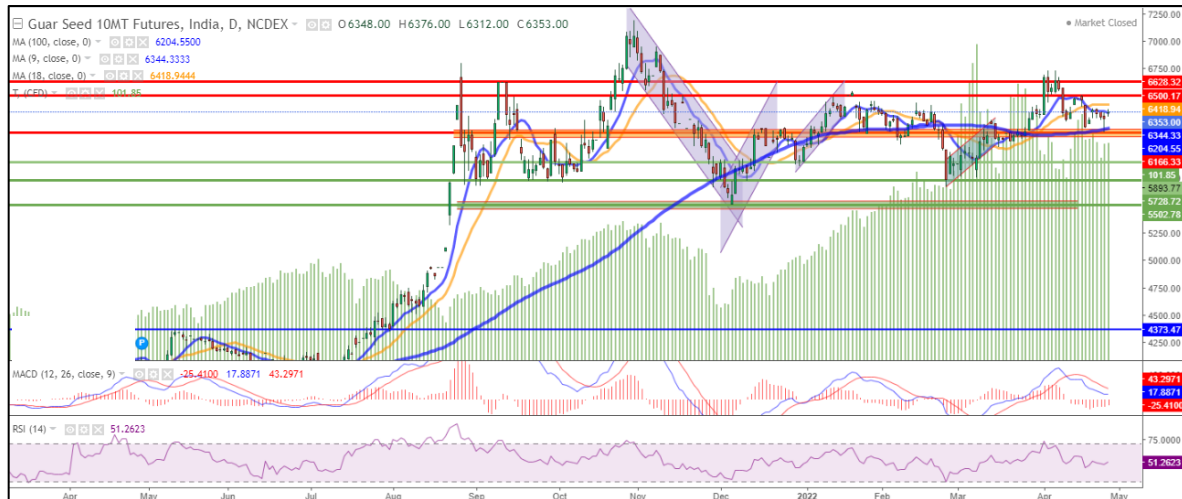 Guar Seed 10MT Futures, India, D, NCDEX O6348.00 H6376.00 L6312.00 C6353.00
Market Closed
MA (100, close, 0) 6204.5500
MA (9, close, 0) 6344.3333
MA (18, close, 0) 6418.9444
101.85
7250.00
7000.00
6750.00
6628.32
6500.17
6418.94
6353.00
6344.33
6204.55
6166.33
101.85
5893.77
5728.72
5502.78
5250.00
5000.00
4750.00
4500.00
4373.47
4250.00
P
MACD (12, 26, close, 9) -25.4100 17.8871 43.2971
43.2971
17.8871
-25.4100
RSI (14) 51.2623
75.0000
51.2623
Apr May Jun Jul Aug Sep Oct Nov Dec 2022 Feb Mar Apr May